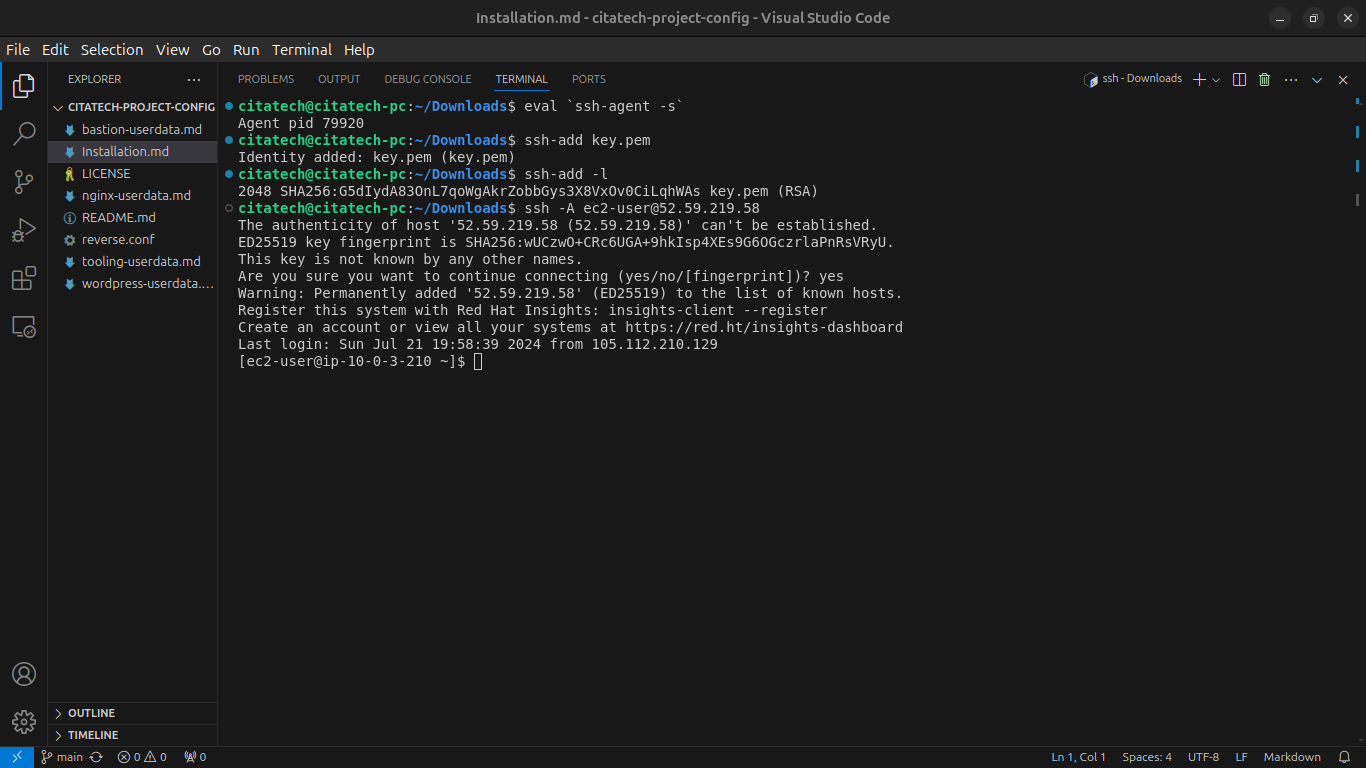 Installation.md - citatech-project-config - Visual Studio Code
File Edit Selection View Go Run Terminal Help
EXPLORER
CITATECH-PROJECT-CONFIG
bastion-userdata.md
Installation.md
LICENSE
nginx-userdata.md
README.md
reverse.conf
tooling-userdata.md
wordpress-userdata....
OUTLINE
TIMELINE
PROBLEMS OUTPUT DEBUG CONSOLE TERMINAL PORTS
ssh - Downloads
citatech@citatech-pc:~/Downloads$ eval `ssh-agent -s`
Agent pid 79920
citatech@citatech-pc:~/Downloads$ ssh-add key.pem
Identity added: key.pem (key.pem)
citatech@citatech-pc:~/Downloads$ ssh-add -l
2048 SHA256:G5dIydA83OnL7qoWgAkrZobbGys3X8VxOv0CiLqhWAs key.pem (RSA)
citatech@citatech-pc:~/Downloads$ ssh -A ec2-user@52.59.219.58
The authenticity of host '52.59.219.58 (52.59.219.58)' can't be established.
ED25519 key fingerprint is SHA256:wUCzwO+CRc6UGA+9hkIsp4XEs9G6OGczrlaPnRsVRyU.
This key is not known by any other names.
Are you sure you want to continue connecting (yes/no/[fingerprint])? yes
Warning: Permanently added '52.59.219.58' (ED25519) to the list of known hosts.
Register this system with Red Hat Insights: insights-client --register
Create an account or view all your systems at https://red.ht/insights-dashboard
Last login: Sun Jul 21 19:58:39 2024 from 105.112.210.129
[ec2-user@ip-10-0-3-210 ~]$
main 0 0 0 Ln 1, Col 1 Spaces: 4 UTF-8 LF Markdown